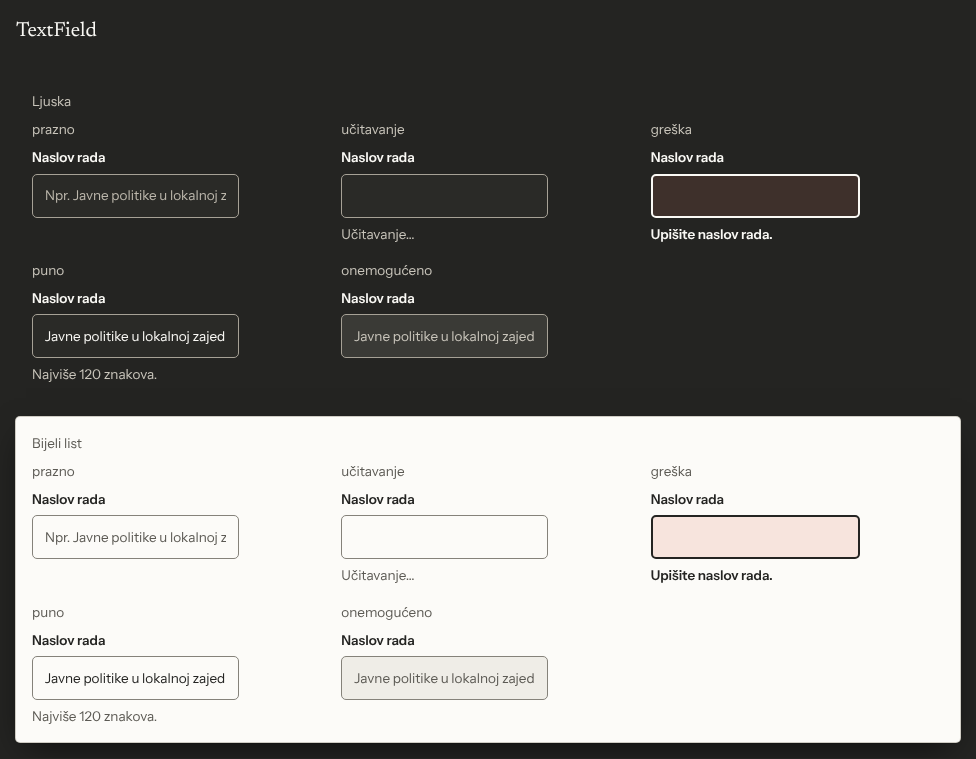 TextField
Ljuska
prazno
učitavanje
greška
Naslov rada
Naslov rada
Naslov rada
Npr. Javne politike u lokalnoj z
Učitavanje…
Upišite naslov rada.
puno
onemogućeno
Naslov rada
Naslov rada
Javne politike u lokalnoj zajed
Javne politike u lokalnoj zajed
Najviše 120 znakova.
Bijeli list
prazno
učitavanje
greška
Naslov rada
Naslov rada
Naslov rada
Npr. Javne politike u lokalnoj z
Učitavanje…
Upišite naslov rada.
puno
onemogućeno
Naslov rada
Naslov rada
Javne politike u lokalnoj zajed
Javne politike u lokalnoj zajed
Najviše 120 znakova.